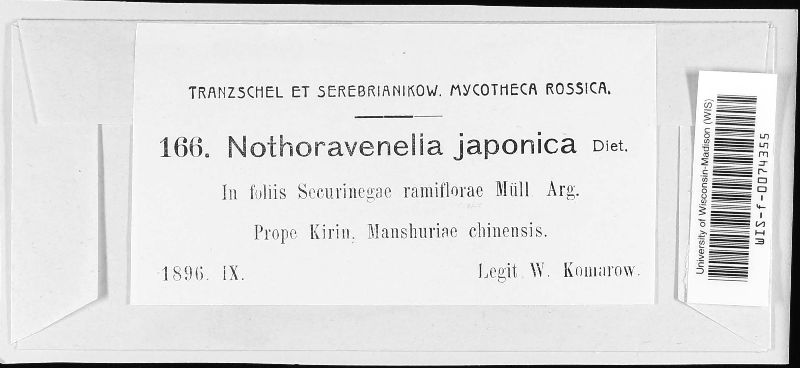 TRANZSCHEL ET SEREBRIANIKOW. MYCOTHECA ROSSICA.
166. Nothoravenelia japonica Diet.
In foliis Securinegae ramiflorae Müll. Arg.
Prope Kirin, Manshuriae chinensis.
1896. IX. Legit W. Komarow.
University of Wisconsin-Madison (WIS)
WIS-f-0074355